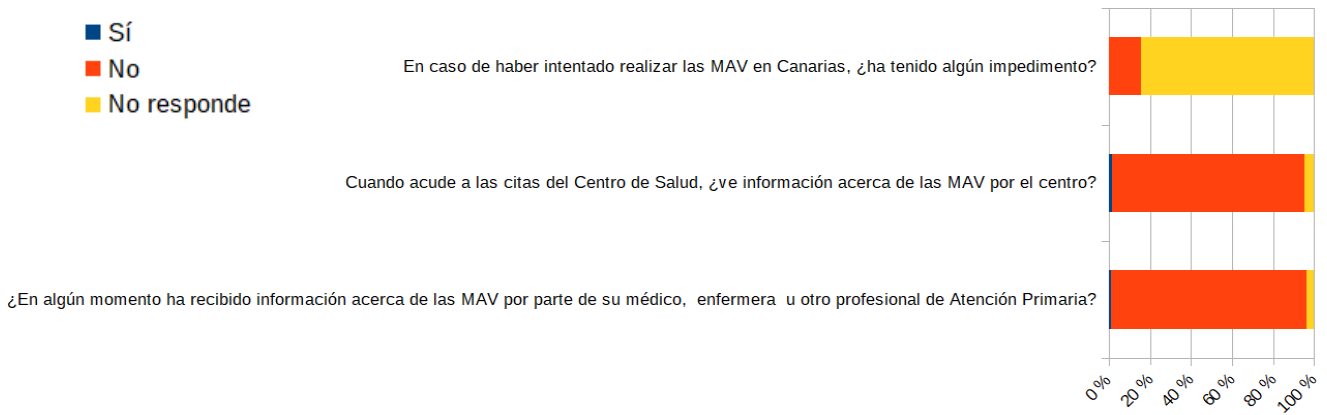 Sí
No
No responde
En caso de haber intentado realizar las MAV en Canarias, ¿ha tenido algún impedimento?
Cuando acude a las citas del Centro de Salud, ¿ve información acerca de las MAV por el centro?
¿En algún momento ha recibido información acerca de las MAV por parte de su médico, enfermera u otro profesional de Atención Primaria?
0 %
20 %
40 %
60 %
80 %
100 %